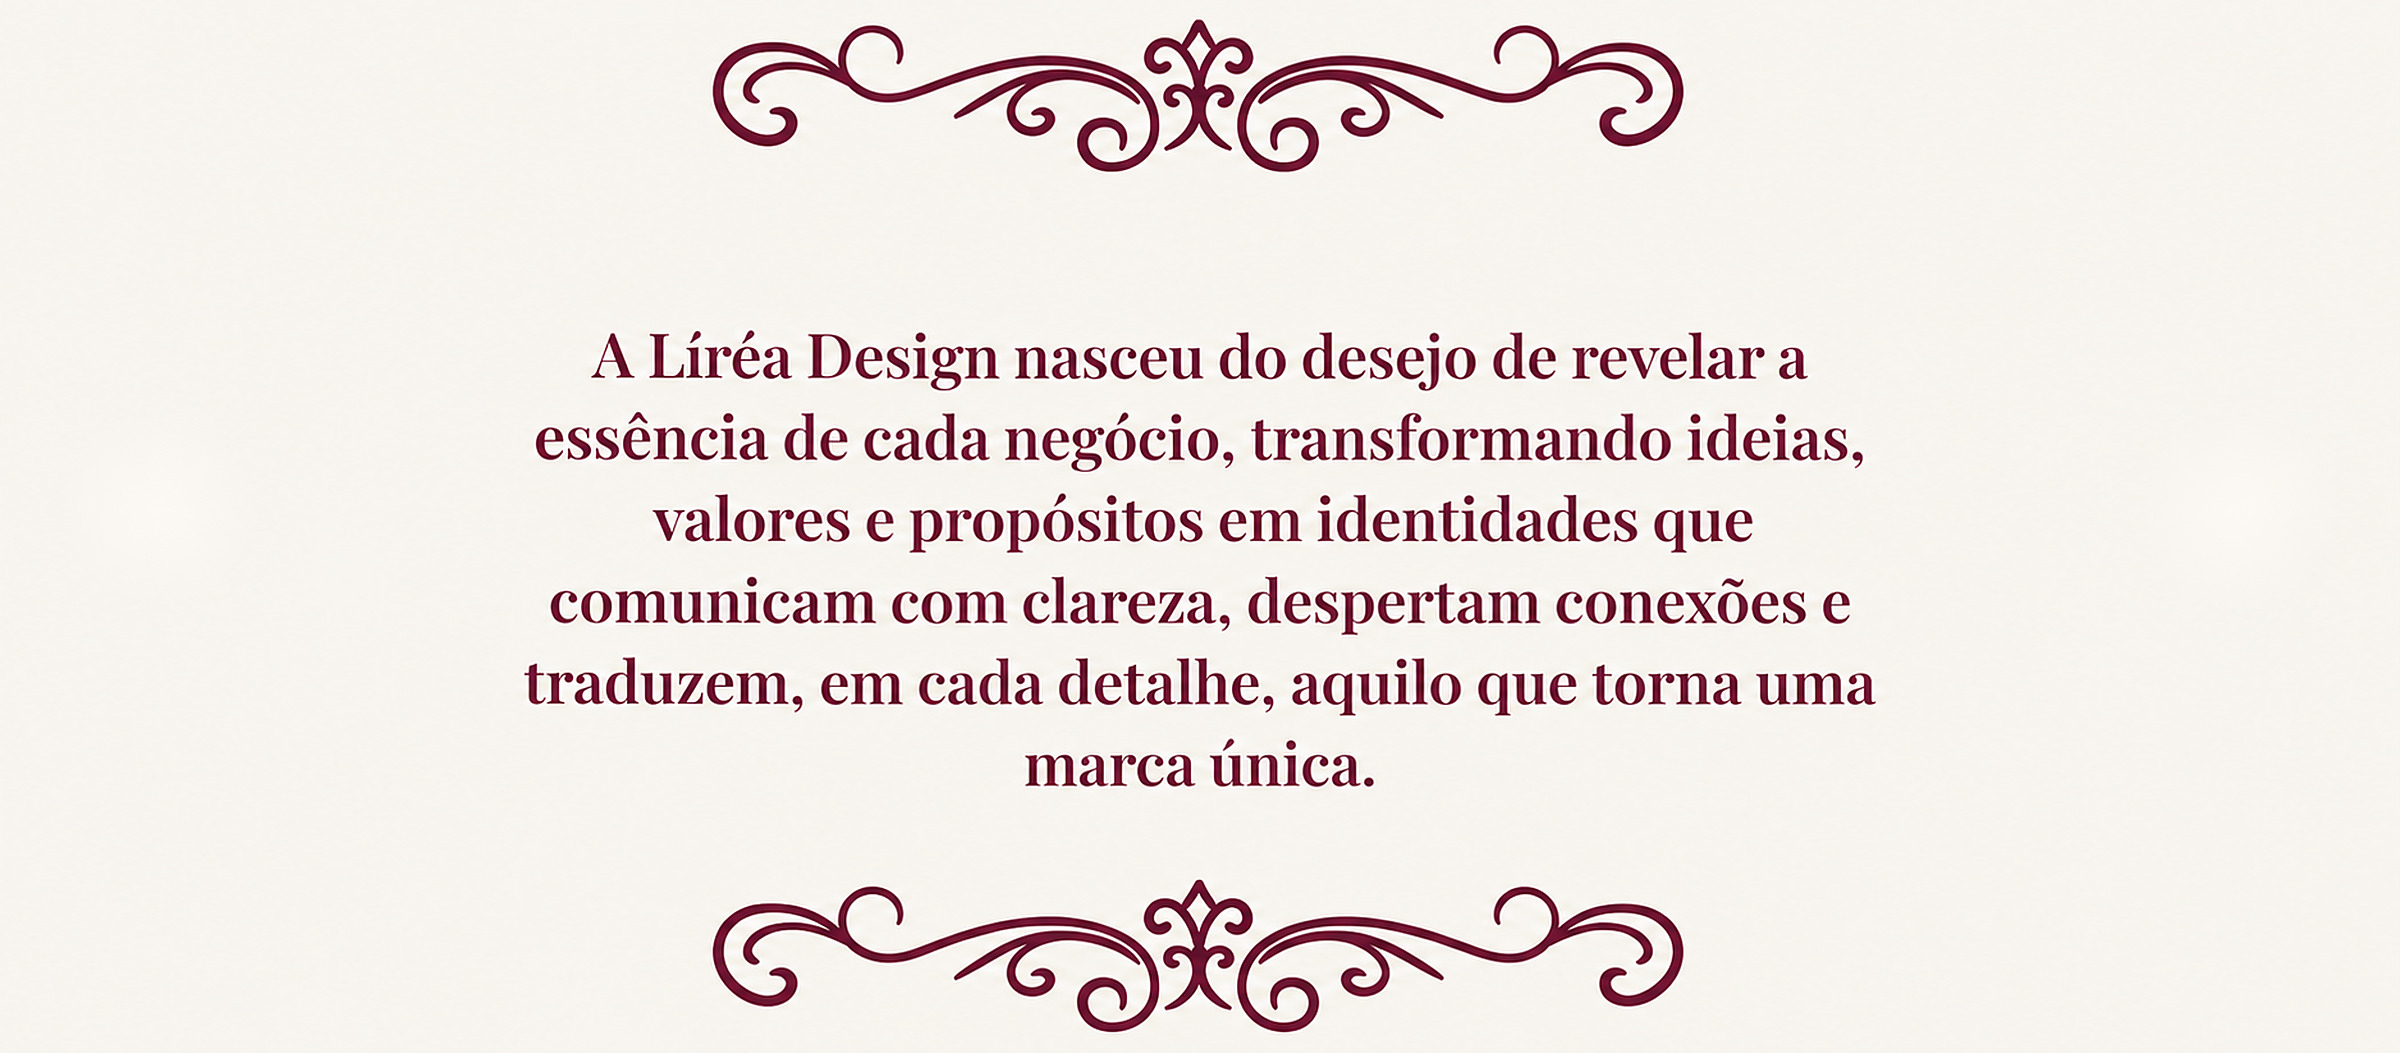 A Líréa Design nasceu do desejo de revelar a
essência de cada negócio, transformando ideias,
valores e propósitos em identidades que
comunicam com clareza, despertam conexões e
traduzem, em cada detalhe, aquilo que torna uma
marca única.